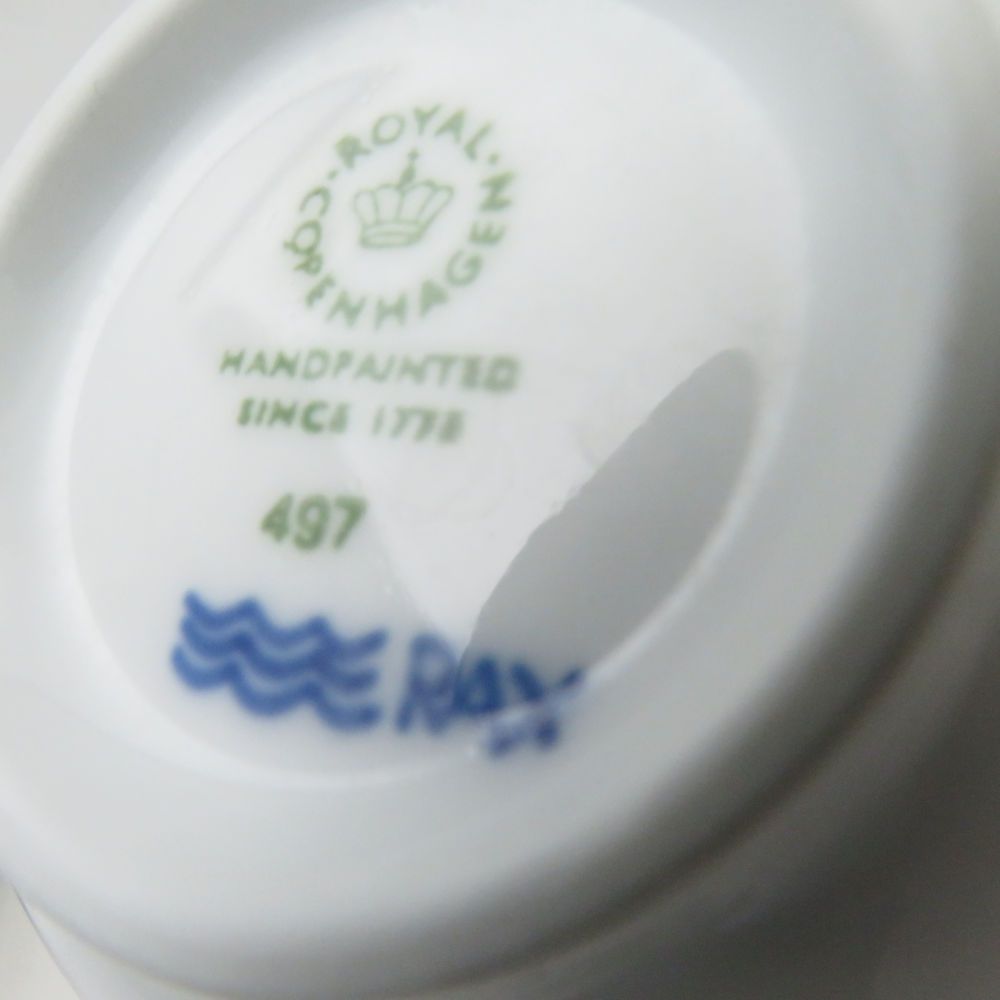 ROYAL · COPENHAGEN ·
HANDPAINTED
SINCE 1775
497